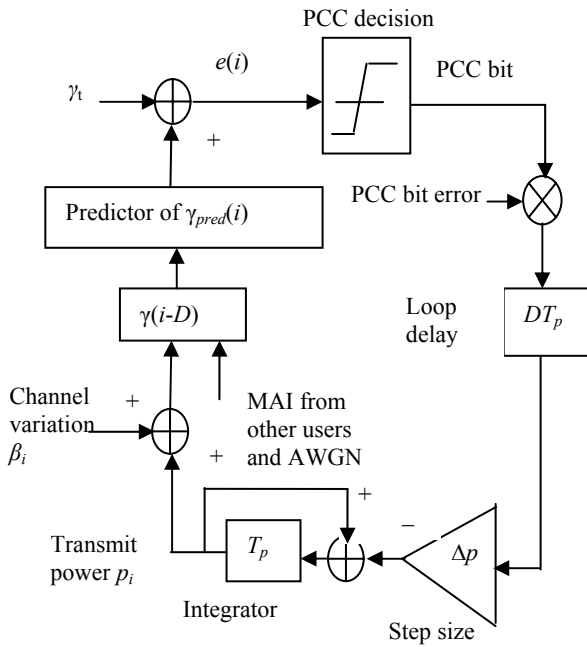 PCC decision
e(i)
PCC bit
γt
+
Predictor of γpred(i)
PCC bit error
γ(i-D)
Loop
delay
DTp
Channel
variation
βi
+
MAI from
other users
and AWGN
+
+
−
Transmit
power pi
Tp
Δp
Integrator
Step size